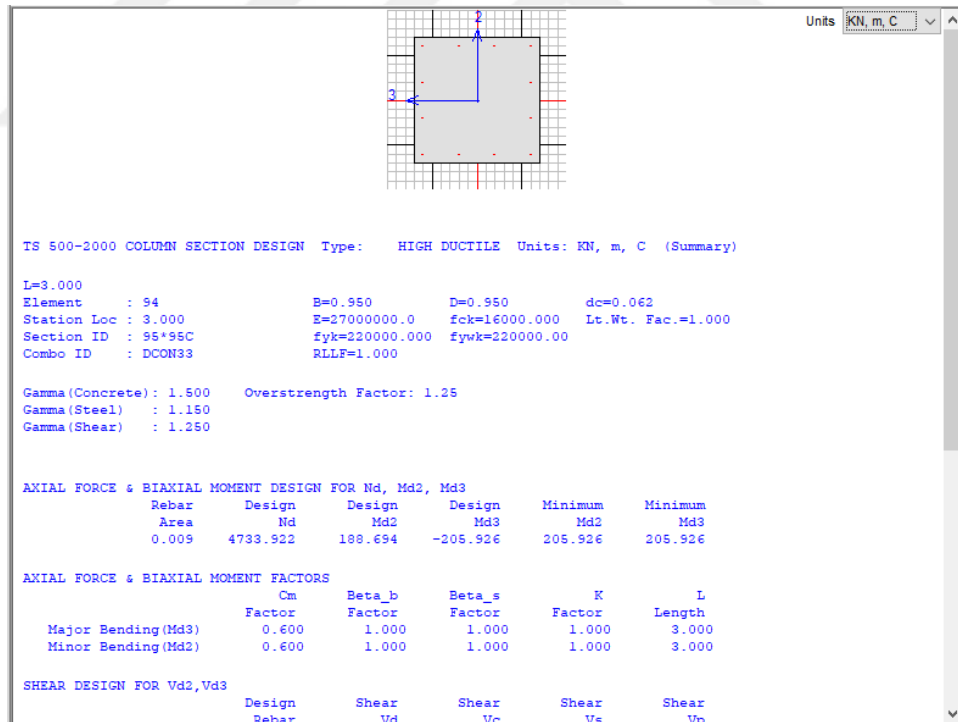 Units KN, m, C
2
3
TS 500-2000 COLUMN SECTION DESIGN Type: HIGH DUCTILE Units: KN, m, C (Summary)
L=3.000
Element : 94 B=0.950 D=0.950 dc=0.062
Station Loc : 3.000 E=27000000.0 fck=16000.000 Lt.Wt. Fac.=1.000
Section ID : 95*95C fyk=220000.000 fywk=220000.00
Combo ID : DCON33 RLLF=1.000
Gamma(Concrete): 1.500 Overstrength Factor: 1.25
Gamma(Steel) : 1.150
Gamma(Shear) : 1.250
AXIAL FORCE & BIAXIAL MOMENT DESIGN FOR Nd, Md2, Md3
Rebar Design Design Design Minimum Minimum
Area Nd Md2 Md3 Md2 Md3
0.009 4733.922 188.694 -205.926 205.926 205.926
AXIAL FORCE & BIAXIAL MOMENT FACTORS
Cm Beta_b Beta_s K L
Factor Factor Factor Factor Length
Major Bending(Md3) 0.600 1.000 1.000 1.000 3.000
Minor Bending(Md2) 0.600 1.000 1.000 1.000 3.000
SHEAR DESIGN FOR Vd2,Vd3
Design Shear Shear Shear Shear
Rebar Vd Vc Vs Vp